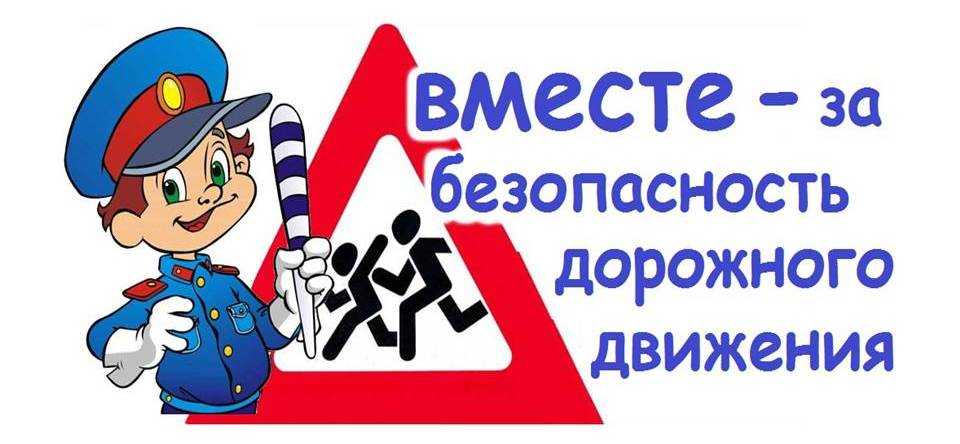 вместе – за
безопасность
дорожного
движения